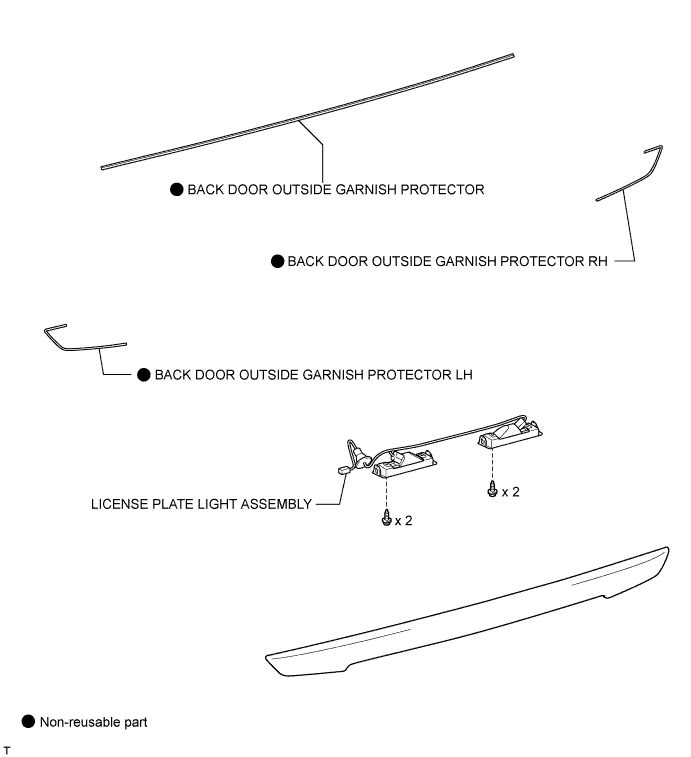 BACK DOOR OUTSIDE GARNISH PROTECTOR
BACK DOOR OUTSIDE GARNISH PROTECTOR RH
BACK DOOR OUTSIDE GARNISH PROTECTOR LH
LICENSE PLATE LIGHT ASSEMBLY
x 2
x 2
Non-reusable part
T